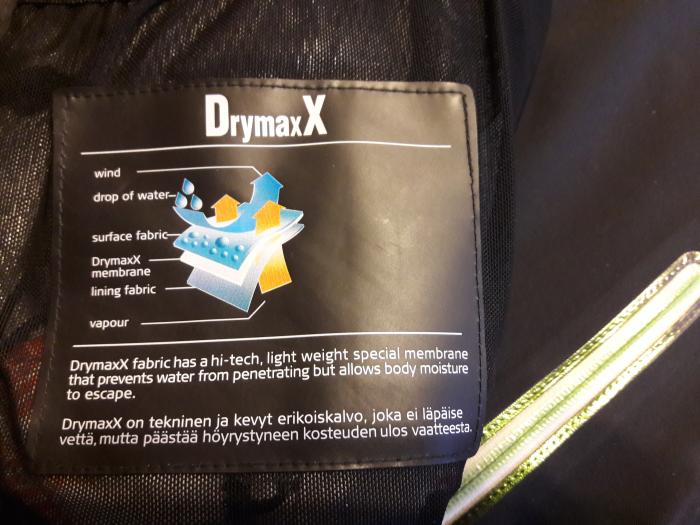 DrymaxX
wind
drop of water
surface fabric
DrymaxX
membrane
lining fabric
vapour
DrymaxX fabric has a hi-tech, light weight special membrane
that prevents water from penetrating but allows body moisture
to escape.
DrymaxX on tekninen ja kevyt erikoiskalvo, joka ei läpäise
vettä, mutta päästää höyrystyneen kosteuden ulos vaatteesta.